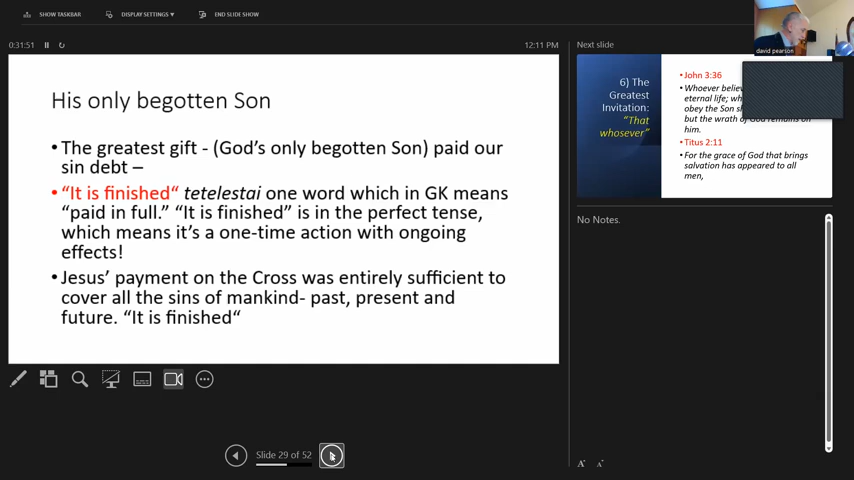 SHOW TASKBAR
DISPLAY SETTINGS ▼
END SLIDE SHOW
0:31:51
12:11 PM
His only begotten Son
• The greatest gift - (God's only begotten Son) paid our
sin debt –
• “It is finished“ tetelestai one word which in GK means
“paid in full.” “It is finished” is in the perfect tense,
which means it's a one-time action with ongoing
effects!
• Jesus' payment on the Cross was entirely sufficient to
cover all the sins of mankind- past, present and
future. “It is finished“
Slide 29 of 52
Next slide
6) The
Greatest
Invitation:
“That
whosever”
• John 3:36
• Whoever
eternal life;
obey the Son
but the wrath of God remains on
him.
• Titus 2:11
• For the grace of God that brings
salvation has appeared to all
men,
david pearson
No Notes.
A A